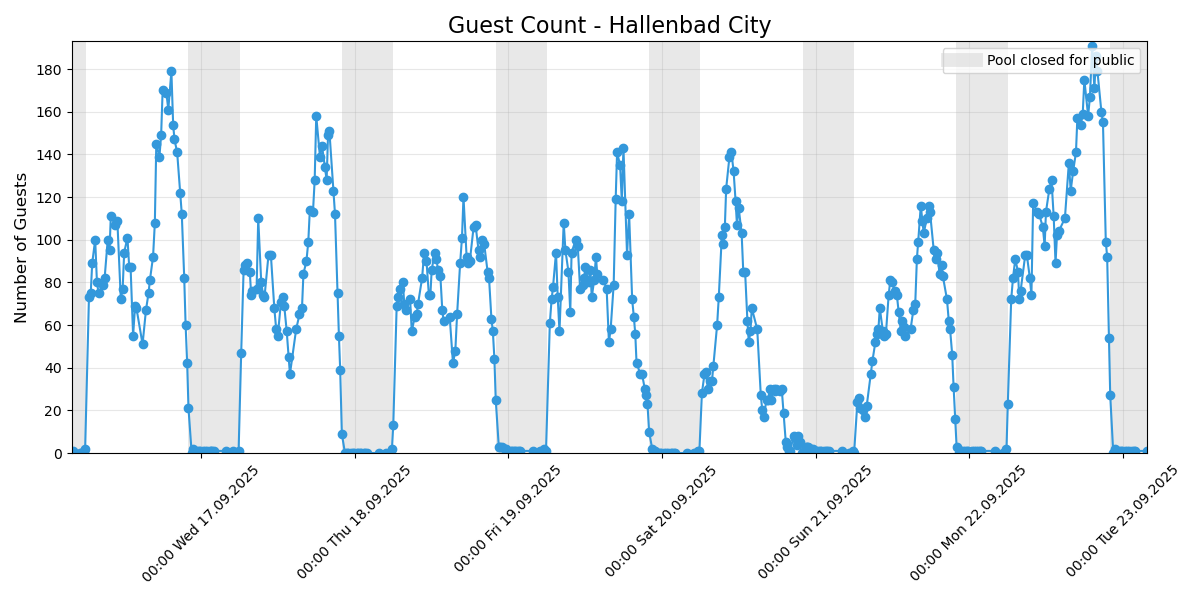 Guest Count - Hallenbad City
Pool closed for public
Number of Guests
180
160
140
120
100
80
60
40
20
0
00:00 Wed 17.09.2025
00:00 Thu 18.09.2025
00:00 Fri 19.09.2025
00:00 Sat 20.09.2025
00:00 Sun 21.09.2025
00:00 Mon 22.09.2025
00:00 Tue 23.09.2025